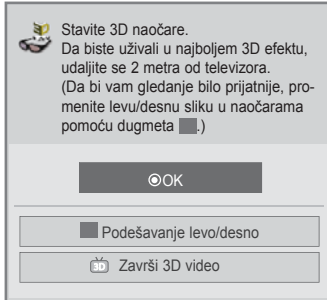 Stavite 3D naočare.
Da biste uživali u najboljem 3D efektu,
udaljite se 2 metra od televizora.
(Da bi vam gledanje bilo prijatnije, pro-
menite levu/desnu sliku u naočarama
pomoću dugmeta .)
OK
Podešavanje levo/desno
3D Završi 3D video